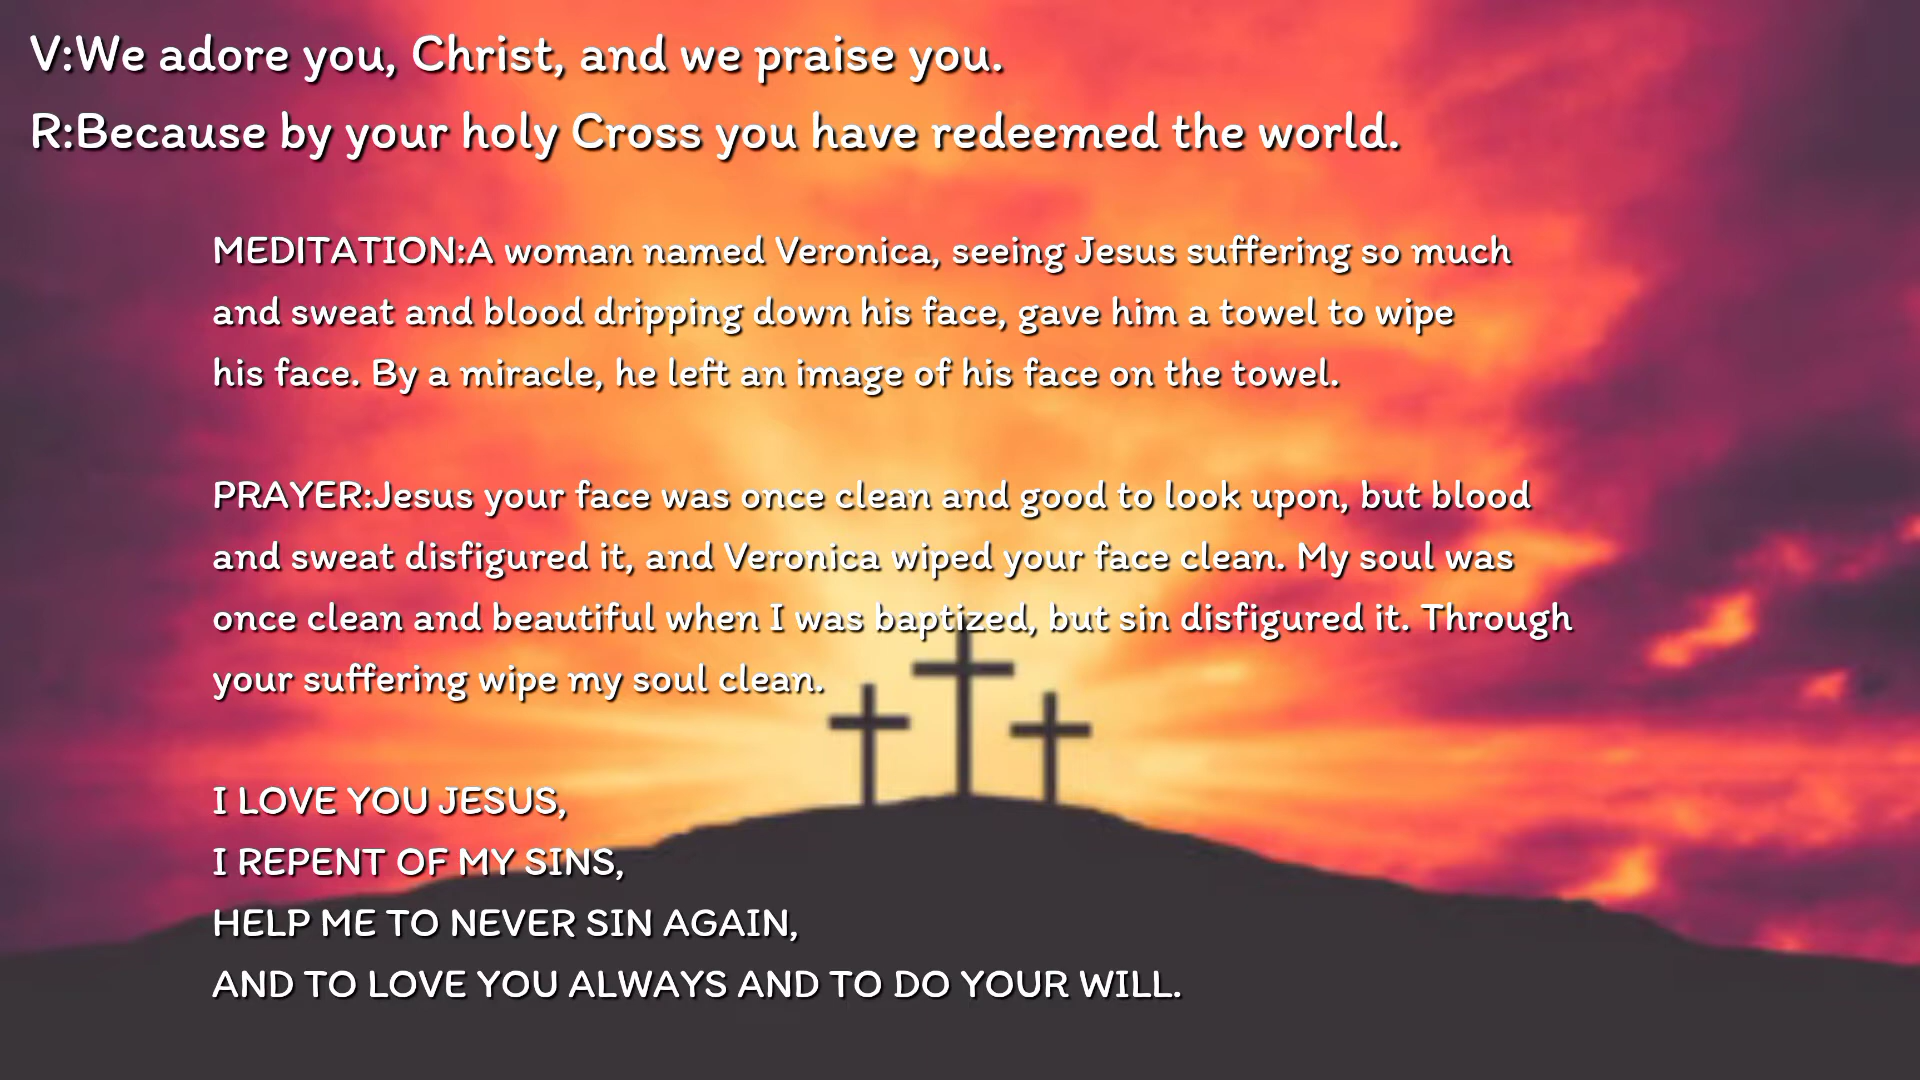 V:We adore you, Christ, and we praise you.
R:Because by your holy Cross you have redeemed the world.
MEDITATION:A woman named Veronica, seeing Jesus suffering so much
and sweat and blood dripping down his face, gave him a towel to wipe
his face. By a miracle, he left an image of his face on the towel.
PRAYER:Jesus your face was once clean and good to look upon, but blood
and sweat disfigured it, and Veronica wiped your face clean. My soul was
once clean and beautiful when I was baptized, but sin disfigured it. Through
your suffering wipe my soul clean.
I LOVE YOU JESUS,
I REPENT OF MY SINS,
HELP ME TO NEVER SIN AGAIN,
AND TO LOVE YOU ALWAYS AND TO DO YOUR WILL.